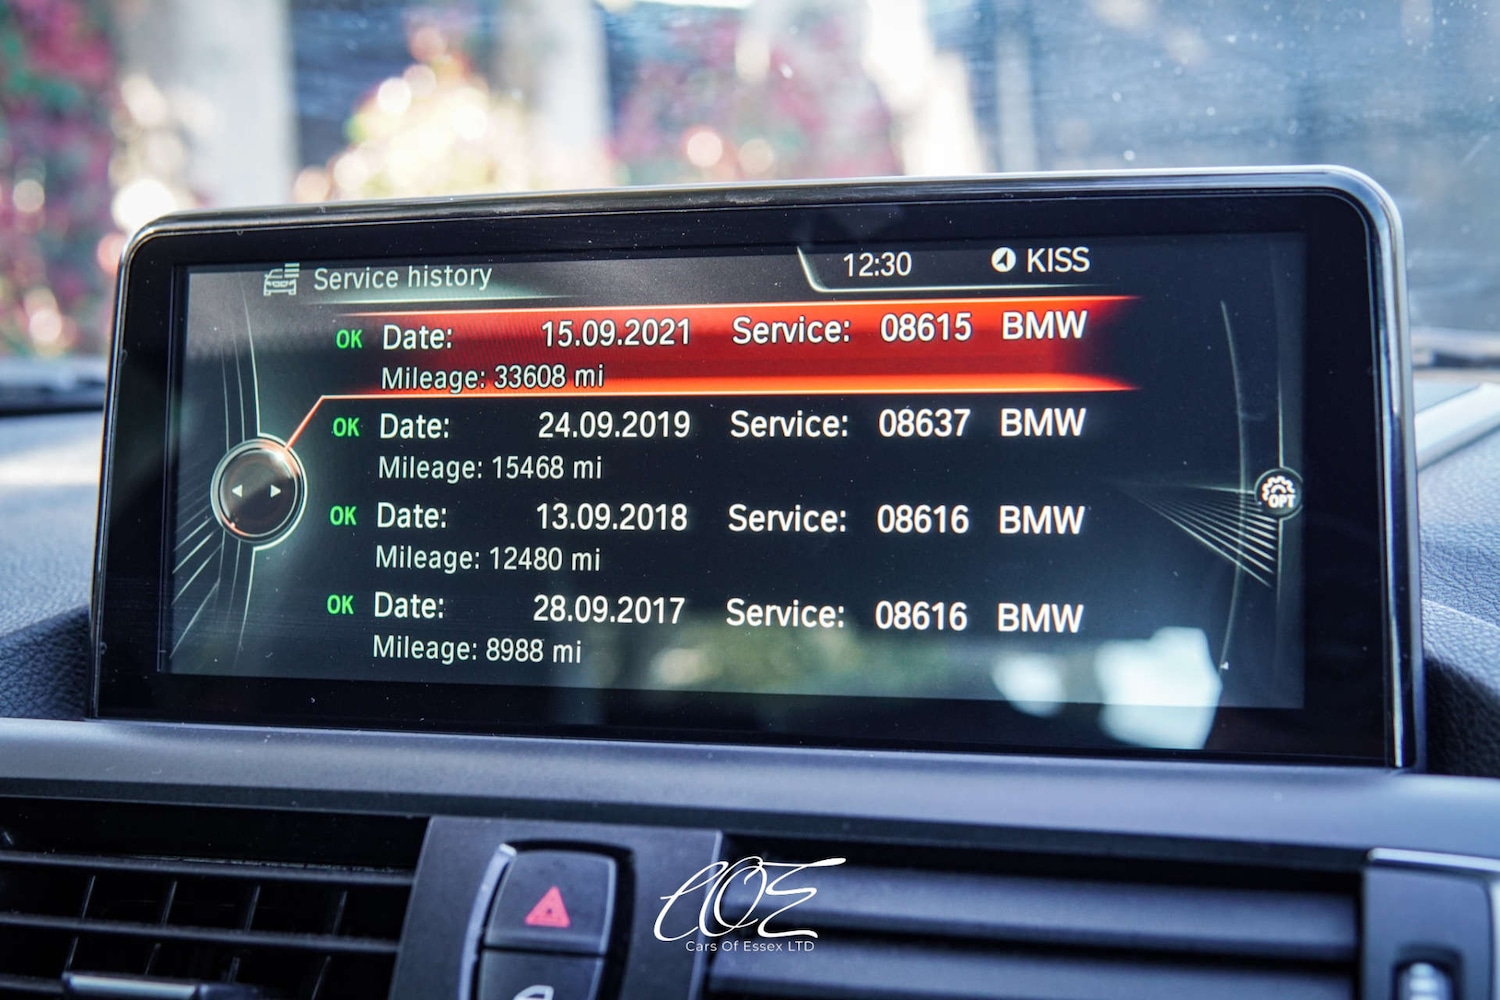 Service history 12:30 KISS
OK Date: 15.09.2021 Service: 08615 BMW
Mileage: 33608 mi
OK Date: 24.09.2019 Service: 08637 BMW
Mileage: 15468 mi
OK Date: 13.09.2018 Service: 08616 BMW
Mileage: 12480 mi
OK Date: 28.09.2017 Service: 08616 BMW
Mileage: 8988 mi
OPT
COE
Cars Of Essex LTD